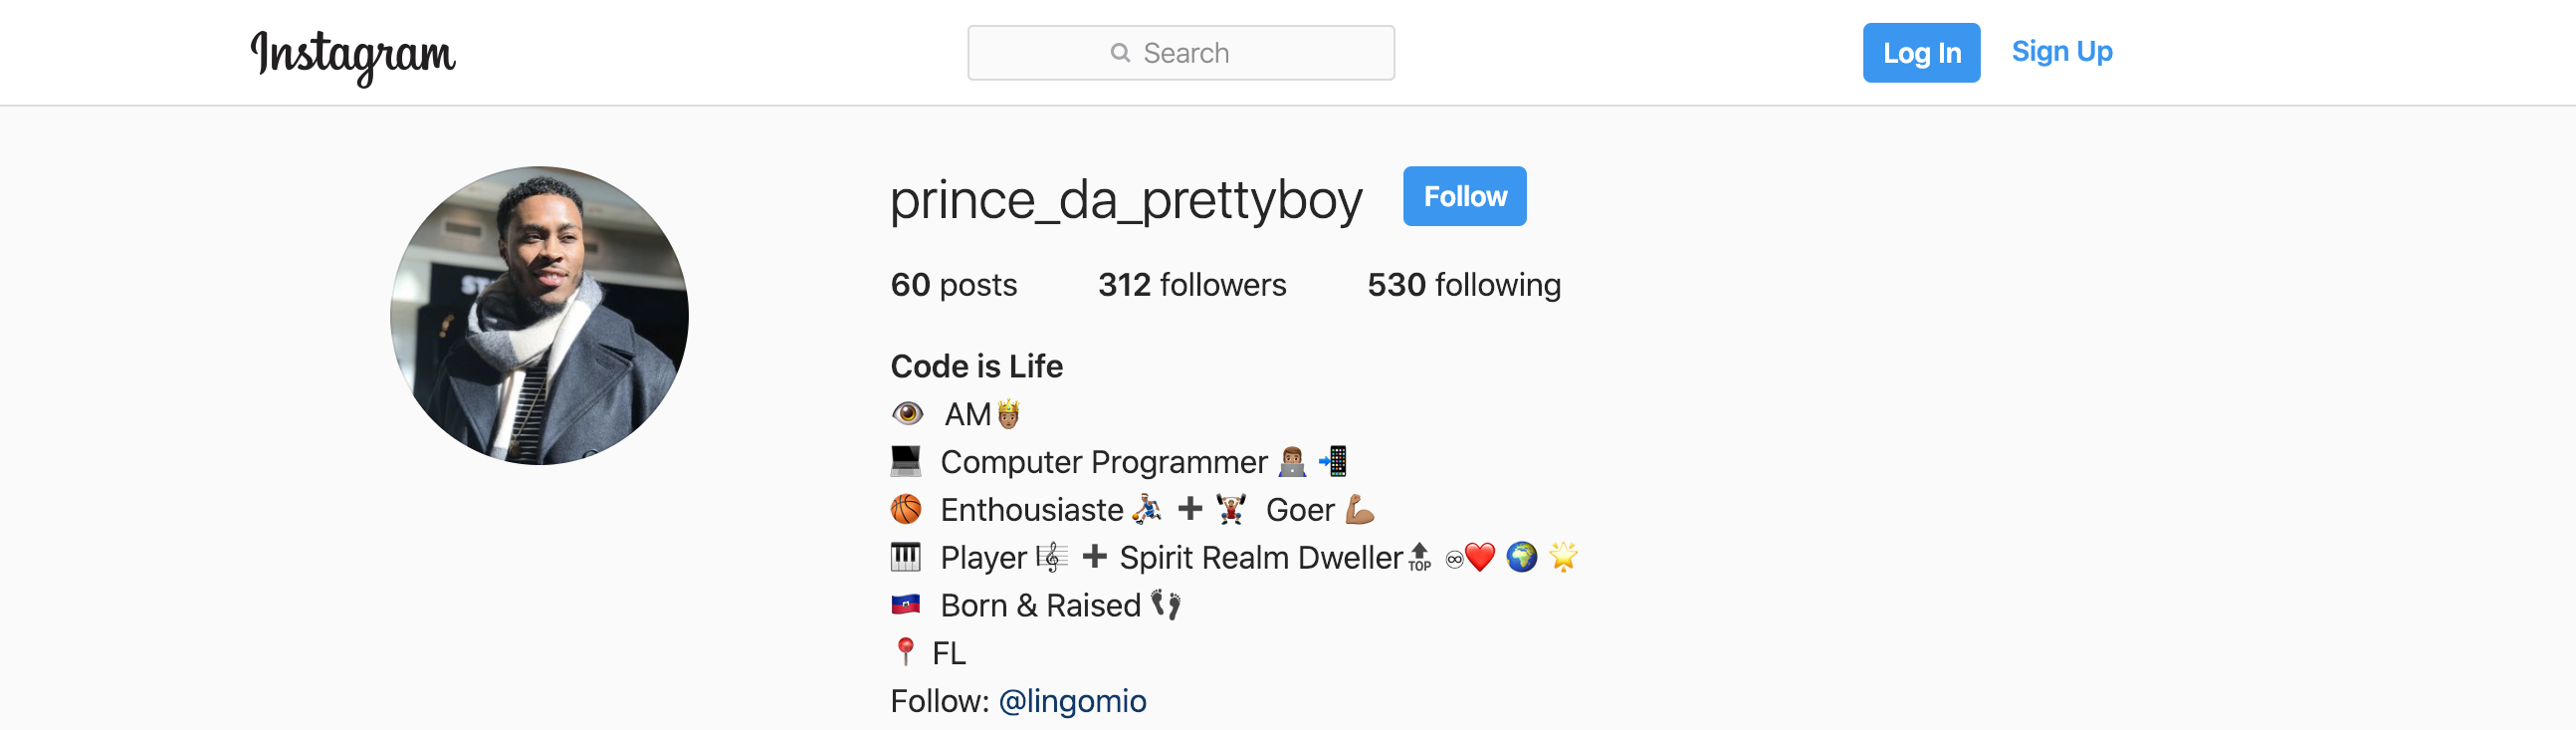 Instagram
Search
Log In
Sign Up
prince_da_prettyboy
Follow
60 posts 312 followers 530 following
Code is Life
👁 AM🤴🏽
💻 Computer Programmer 👨🏽‍💻 📲
🏀 Enthousiaste ⛹🏽 ➕ 🏋🏽 Goer 💪🏽
🎹 Player 🎼 ➕ Spirit Realm Dweller🔝 ♾❤️ 🌍 🌟
🇭🇹 Born & Raised 👣
📍 FL
Follow: @lingomio